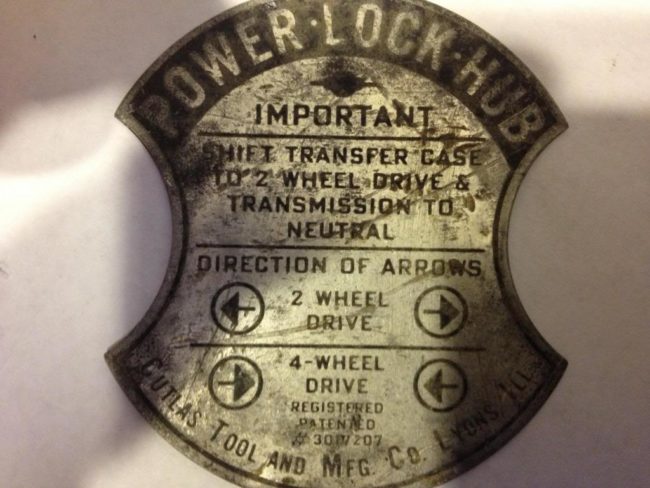 POWER·LOCK·HUB
IMPORTANT
SHIFT TRANSFER CASE
TO 2 WHEEL DRIVE &
TRANSMISSION TO
NEUTRAL
DIRECTION OF ARROWS
2 WHEEL
DRIVE
4-WHEEL
DRIVE
REGISTERED
PATENTED
CUTLAS TOOL AND MFG. CO. LYONS ILL.